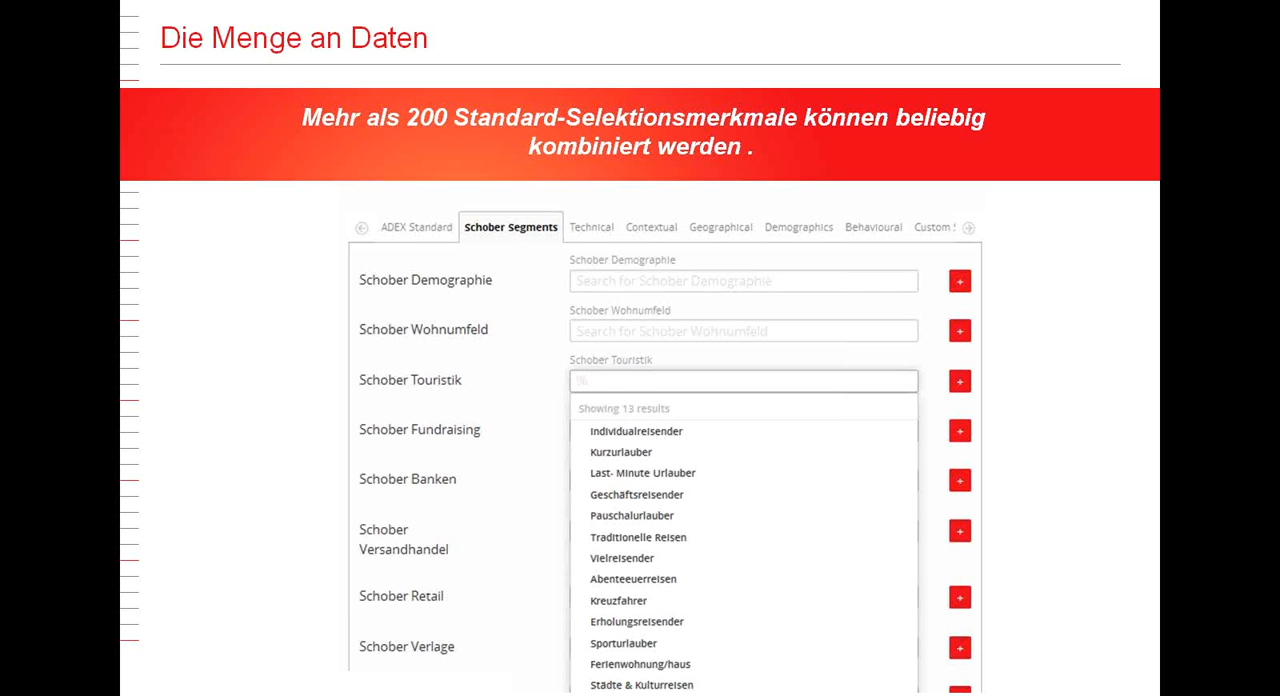 Die Menge an Daten
Mehr als 200 Standard-Selektionsmerkmale können beliebig
kombiniert werden .
ADEX Standard Schober Segments Technical Contextual Geographical Demographics Behavioural Custom
Schober Demographie
Schober Demographie
Search for Schober Demographie
+
Schober Wohnumfeld
Schober Wohnumfeld
Search for Schober Wohnumfeld
+
Schober Touristik
Schober Touristik
%
+
Showing 13 results
Schober Fundraising
+
Schober Banken
+
Schober
Versandhandel
+
Schober Retail
+
Schober Verlage
+
Individualreisender
Kurzurlauber
Last- Minute Urlauber
Geschäftsreisender
Pauschalurlauber
Traditionelle Reisen
Vielreisender
Abenteeuerreisen
Kreuzfahrer
Erholungsreisender
Sporturlauber
Ferienwohnung/haus
Städte & Kulturreisen